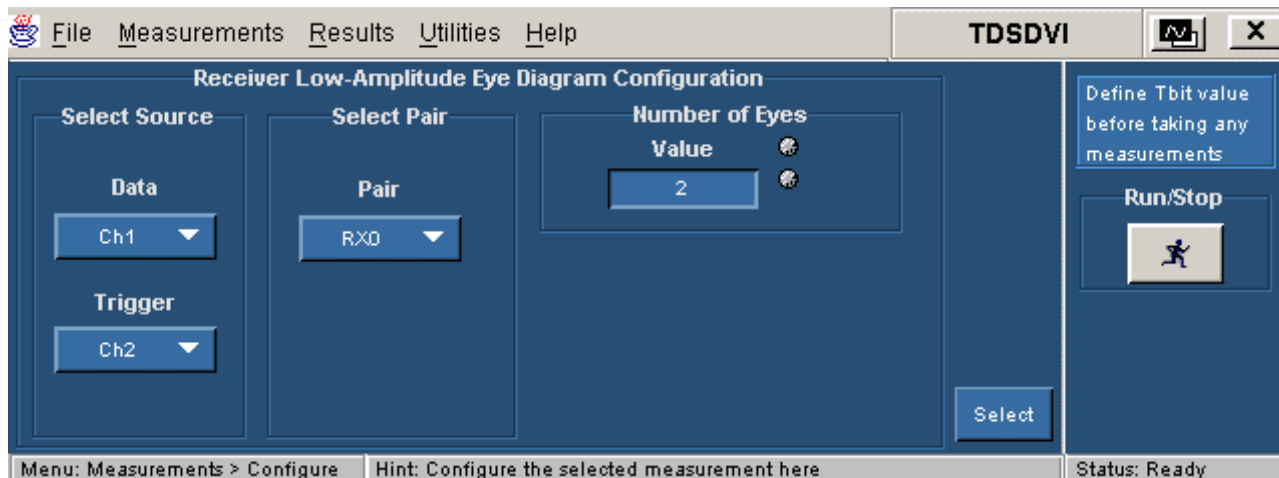 File Measurements Results Utilities Help TDSDVI X
Receiver Low-Amplitude Eye Diagram Configuration
Select Source
Data
Ch1
Trigger
Ch2
Select Pair
Pair
RX0
Number of Eyes
Value
2
Select
Define Tbit value
before taking any
measurements
Run/Stop
Menu: Measurements > Configure
Hint: Configure the selected measurement here
Status: Ready